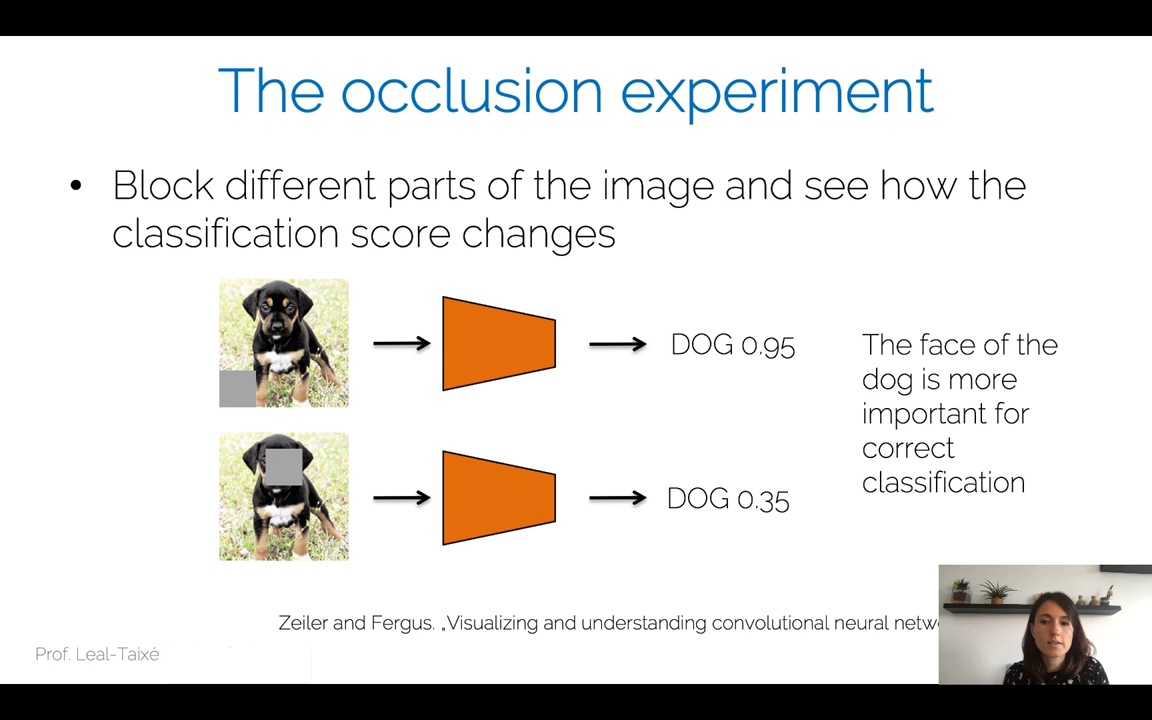 The occlusion experiment
• Block different parts of the image and see how the
classification score changes
DOG 0.95
The face of the
dog is more
important for
correct
classification
DOG 0.35
Zeiler and Fergus. „Visualizing and understanding convolutional neural netw
Prof. Leal-Taixé